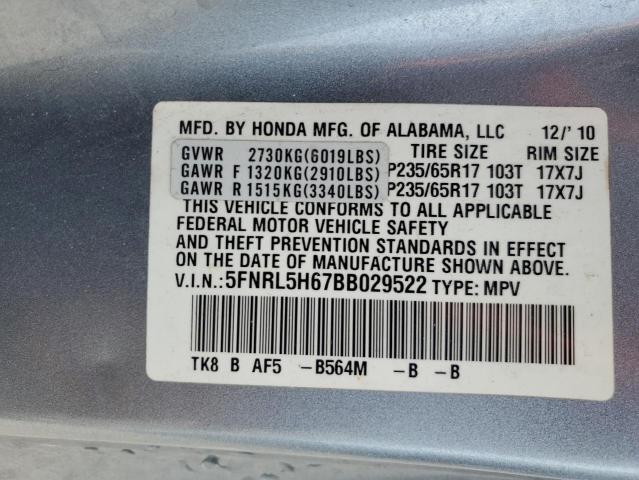 MFD. BY HONDA MFG. OF ALABAMA, LLC 12/'10
TIRE SIZE RIM SIZE
GVWR 2730KG(6019LBS)
GAWR F 1320KG(2910LBS) P235/65R17 103T 17X7J
GAWR R 1515KG(3340LBS) P235/65R17 103T 17X7J
THIS VEHICLE CONFORMS TO ALL APPLICABLE
FEDERAL MOTOR VEHICLE SAFETY
AND THEFT PREVENTION STANDARDS IN EFFECT
ON THE DATE OF MANUFACTURE SHOWN ABOVE.
V.I.N.: 5FNRL5H67BB029522 TYPE: MPV
TK8 B AF5 -B564M -B -B